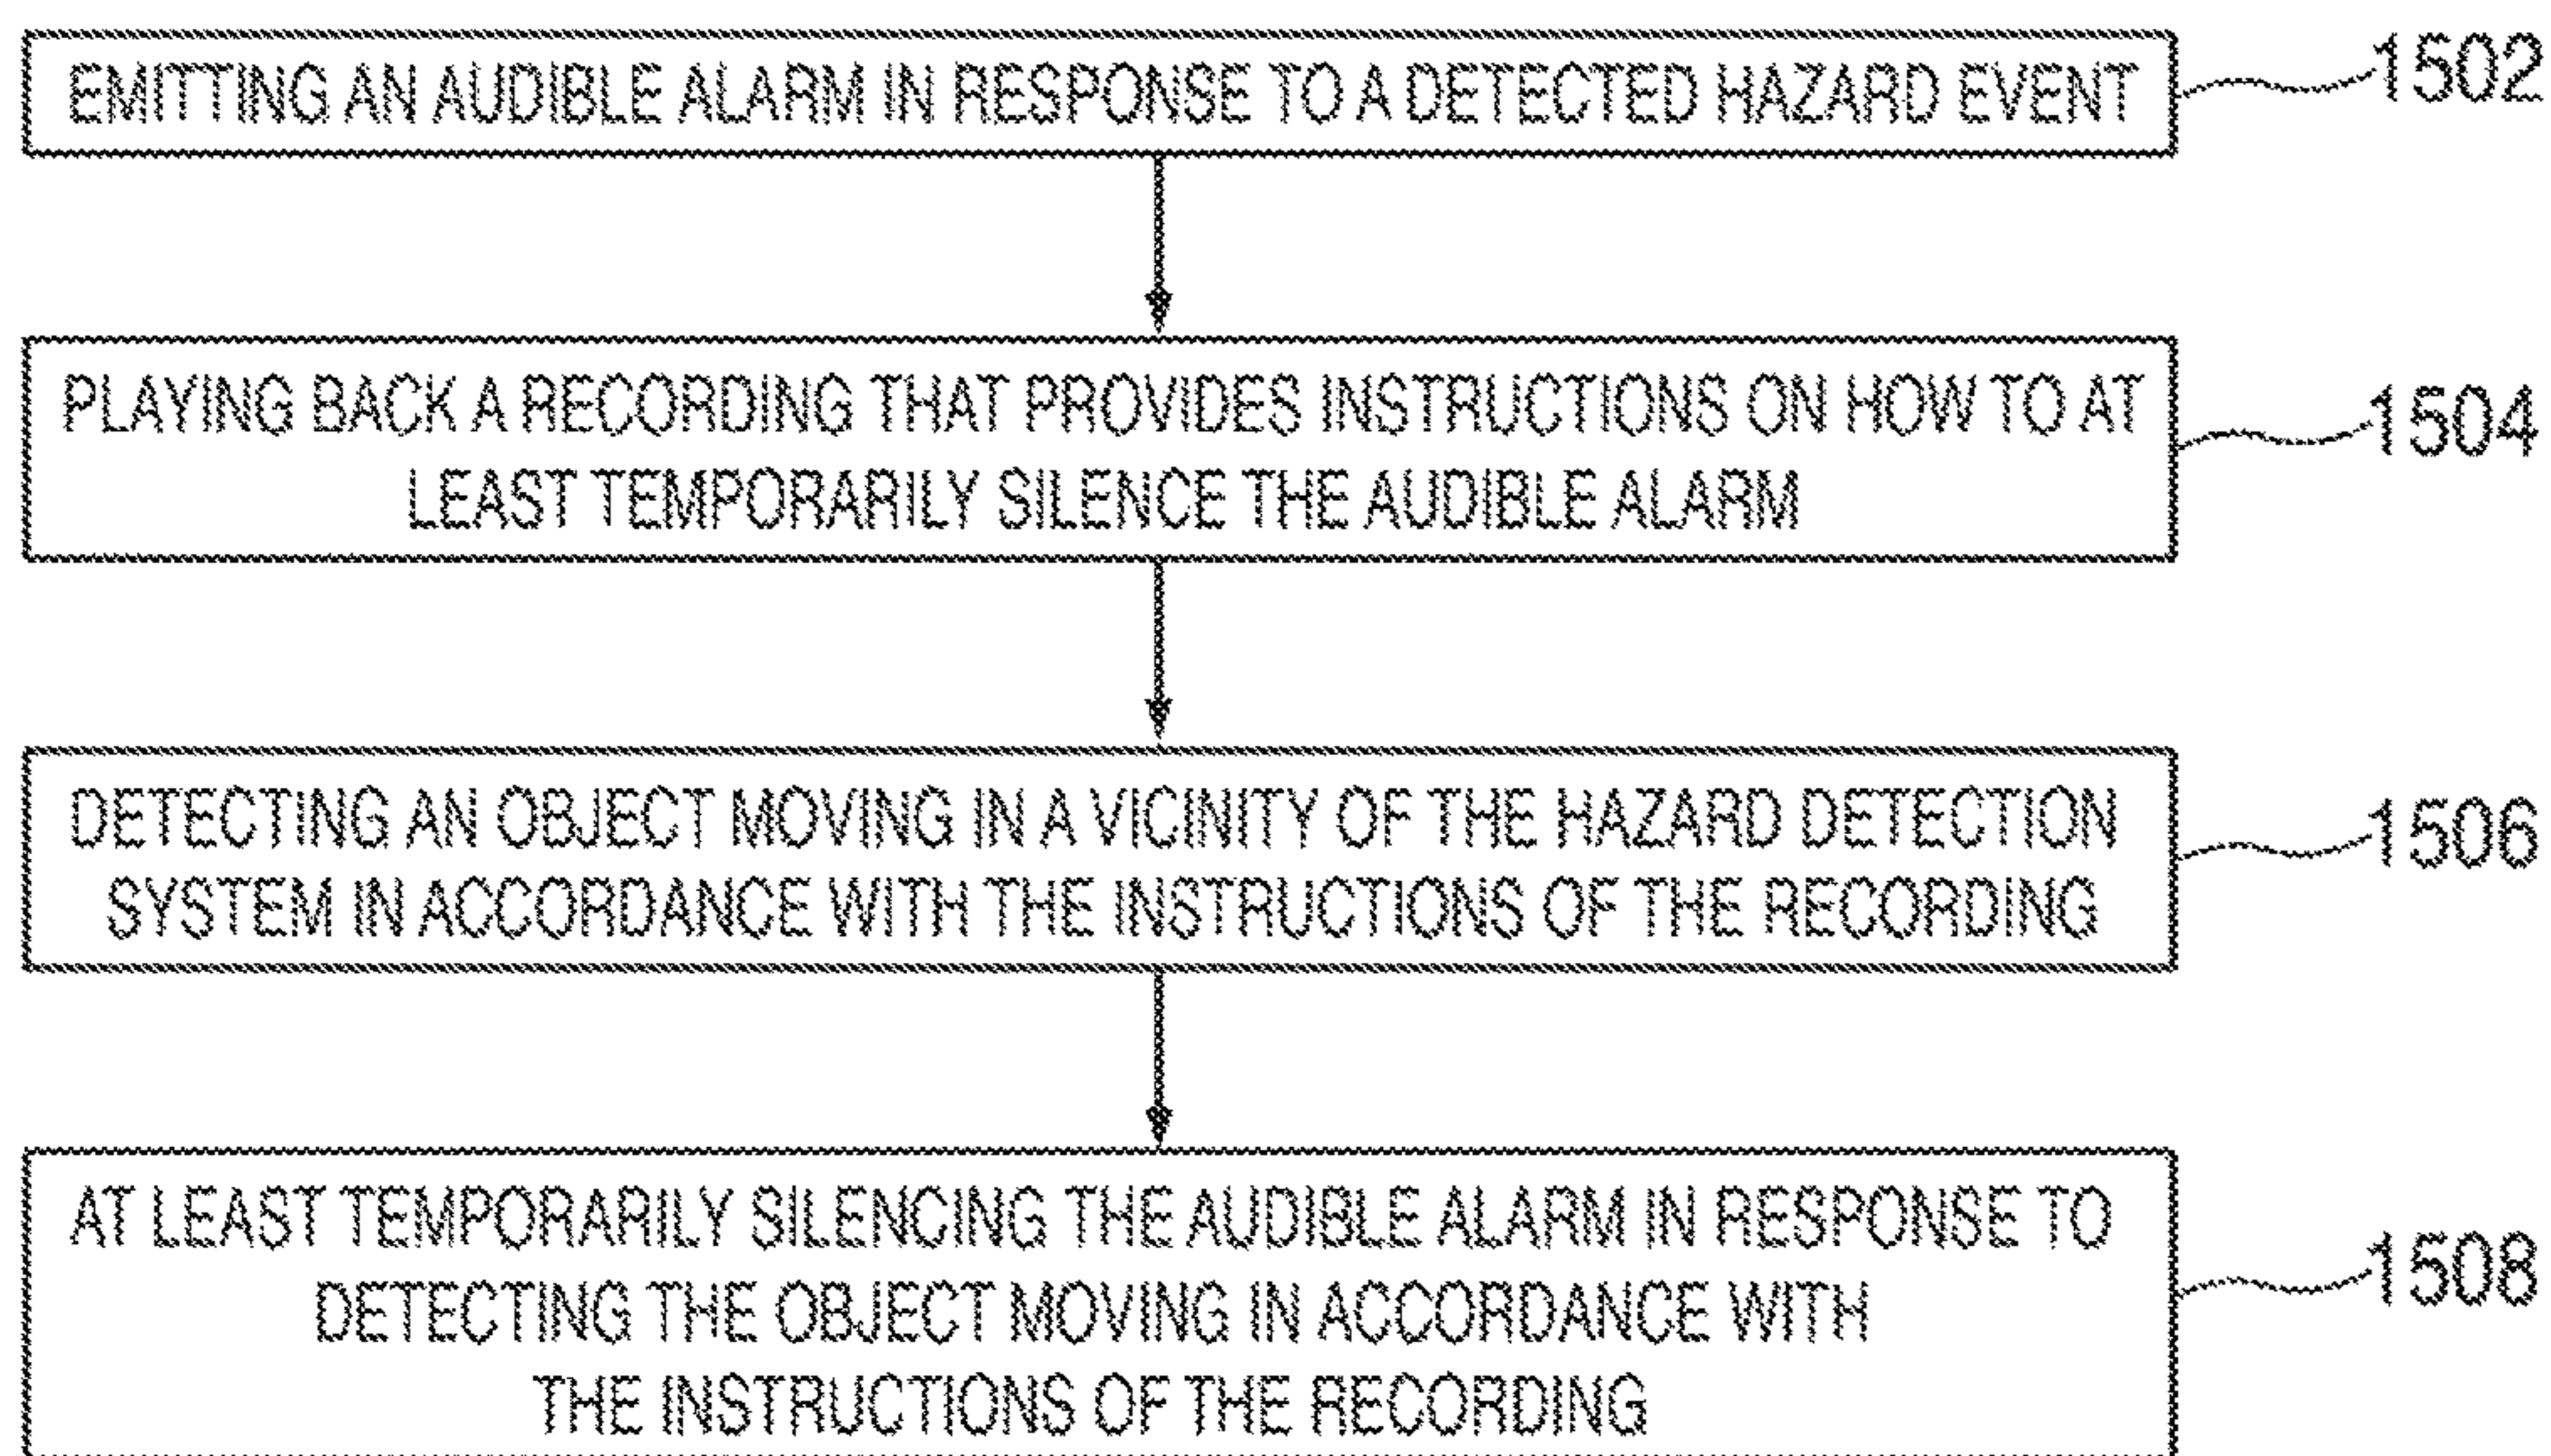 EMITTING AN AUDIBLE ALARM IN RESPONSE TO A DETECTED HAZARD EVENT
1502
PLAYING BACK A RECORDING THAT PROVIDES INSTRUCTIONS ON HOW TO AT
LEAST TEMPORARILY SILENCE THE AUDIBLE ALARM
1504
DETECTING AN OBJECT MOVING IN A VICINITY OF THE HAZARD DETECTION
SYSTEM IN ACCORDANCE WITH THE INSTRUCTIONS OF THE RECORDING
1506
AT LEAST TEMPORARILY SILENCING THE AUDIBLE ALARM IN RESPONSE TO
DETECTING THE OBJECT MOVING IN ACCORDANCE WITH
THE INSTRUCTIONS OF THE RECORDING
1508